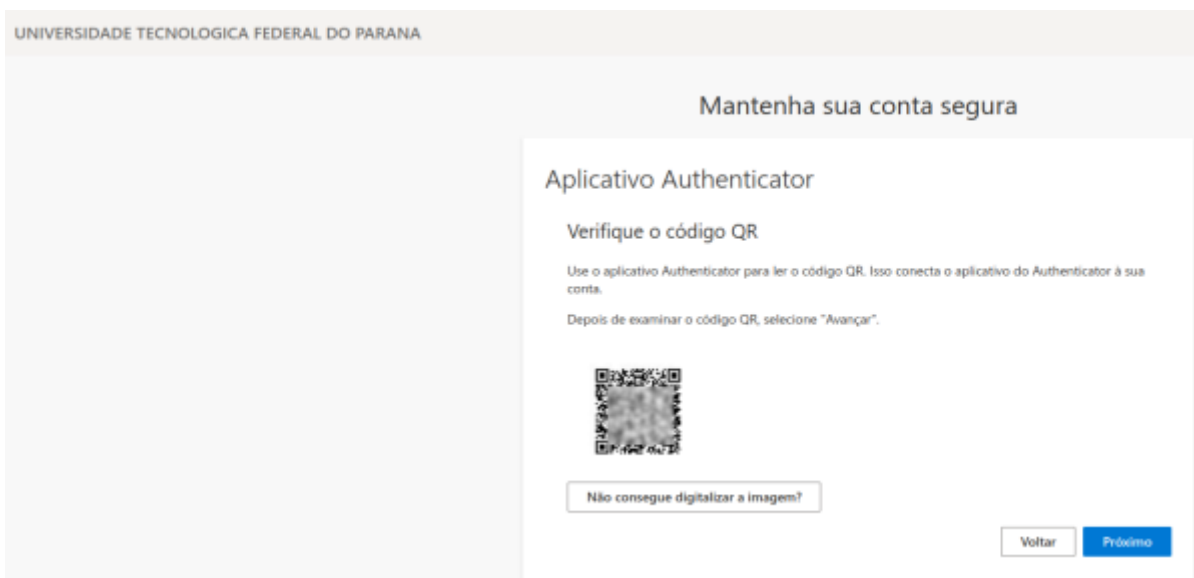 UNIVERSIDADE TECNOLOGICA FEDERAL DO PARANA
Mantenha sua conta segura
Aplicativo Authenticator
Verifique o código QR
Use o aplicativo Authenticator para ler o código QR. Isso conecta o aplicativo do Authenticator à sua
conta.
Depois de examinar o código QR, selecione "Avançar".
Não consegue digitalizar a imagem?
Voltar
Próximo